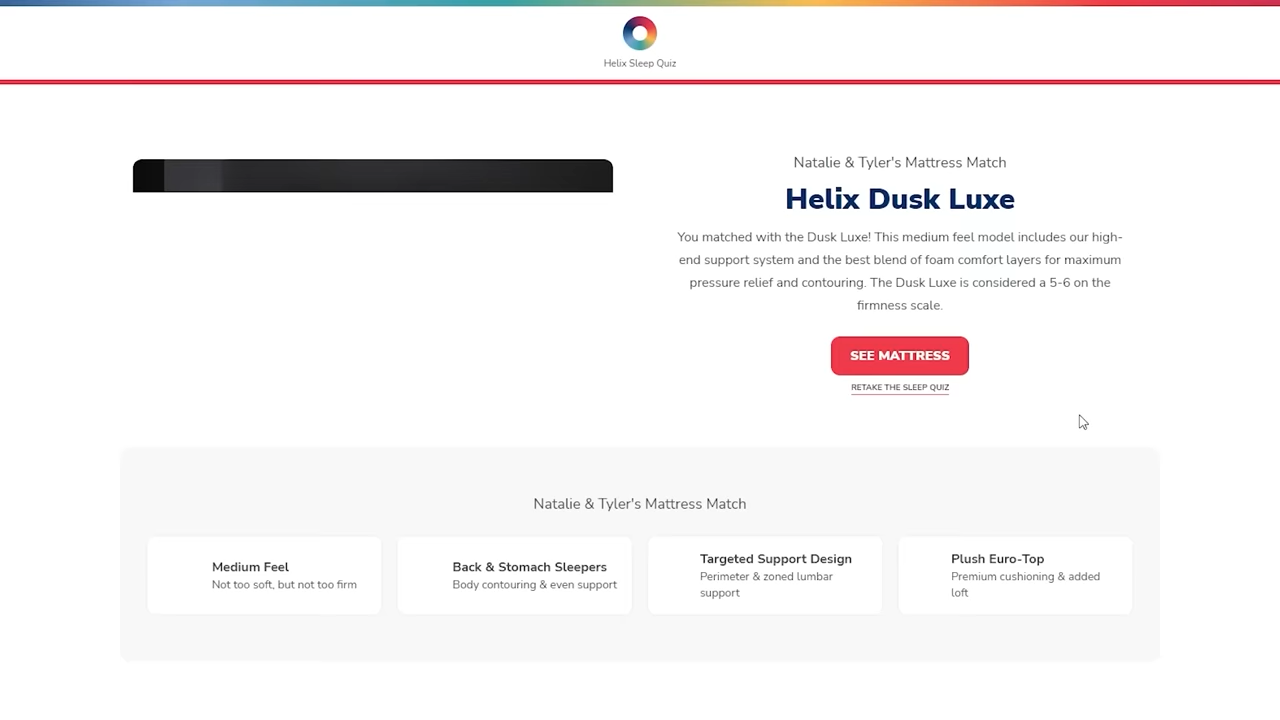 Helix Sleep Quiz
Natalie & Tyler's Mattress Match
Helix Dusk Luxe
You matched with the Dusk Luxe! This medium feel model includes our high-
end support system and the best blend of foam comfort layers for maximum
pressure relief and contouring. The Dusk Luxe is considered a 5-6 on the
firmness scale.
SEE MATTRESS
RETAKE THE SLEEP QUIZ
Natalie & Tyler's Mattress Match
Medium Feel
Not too soft, but not too firm
Back & Stomach Sleepers
Body contouring & even support
Targeted Support Design
Perimeter & zoned lumbar
support
Plush Euro-Top
Premium cushioning & added
loft